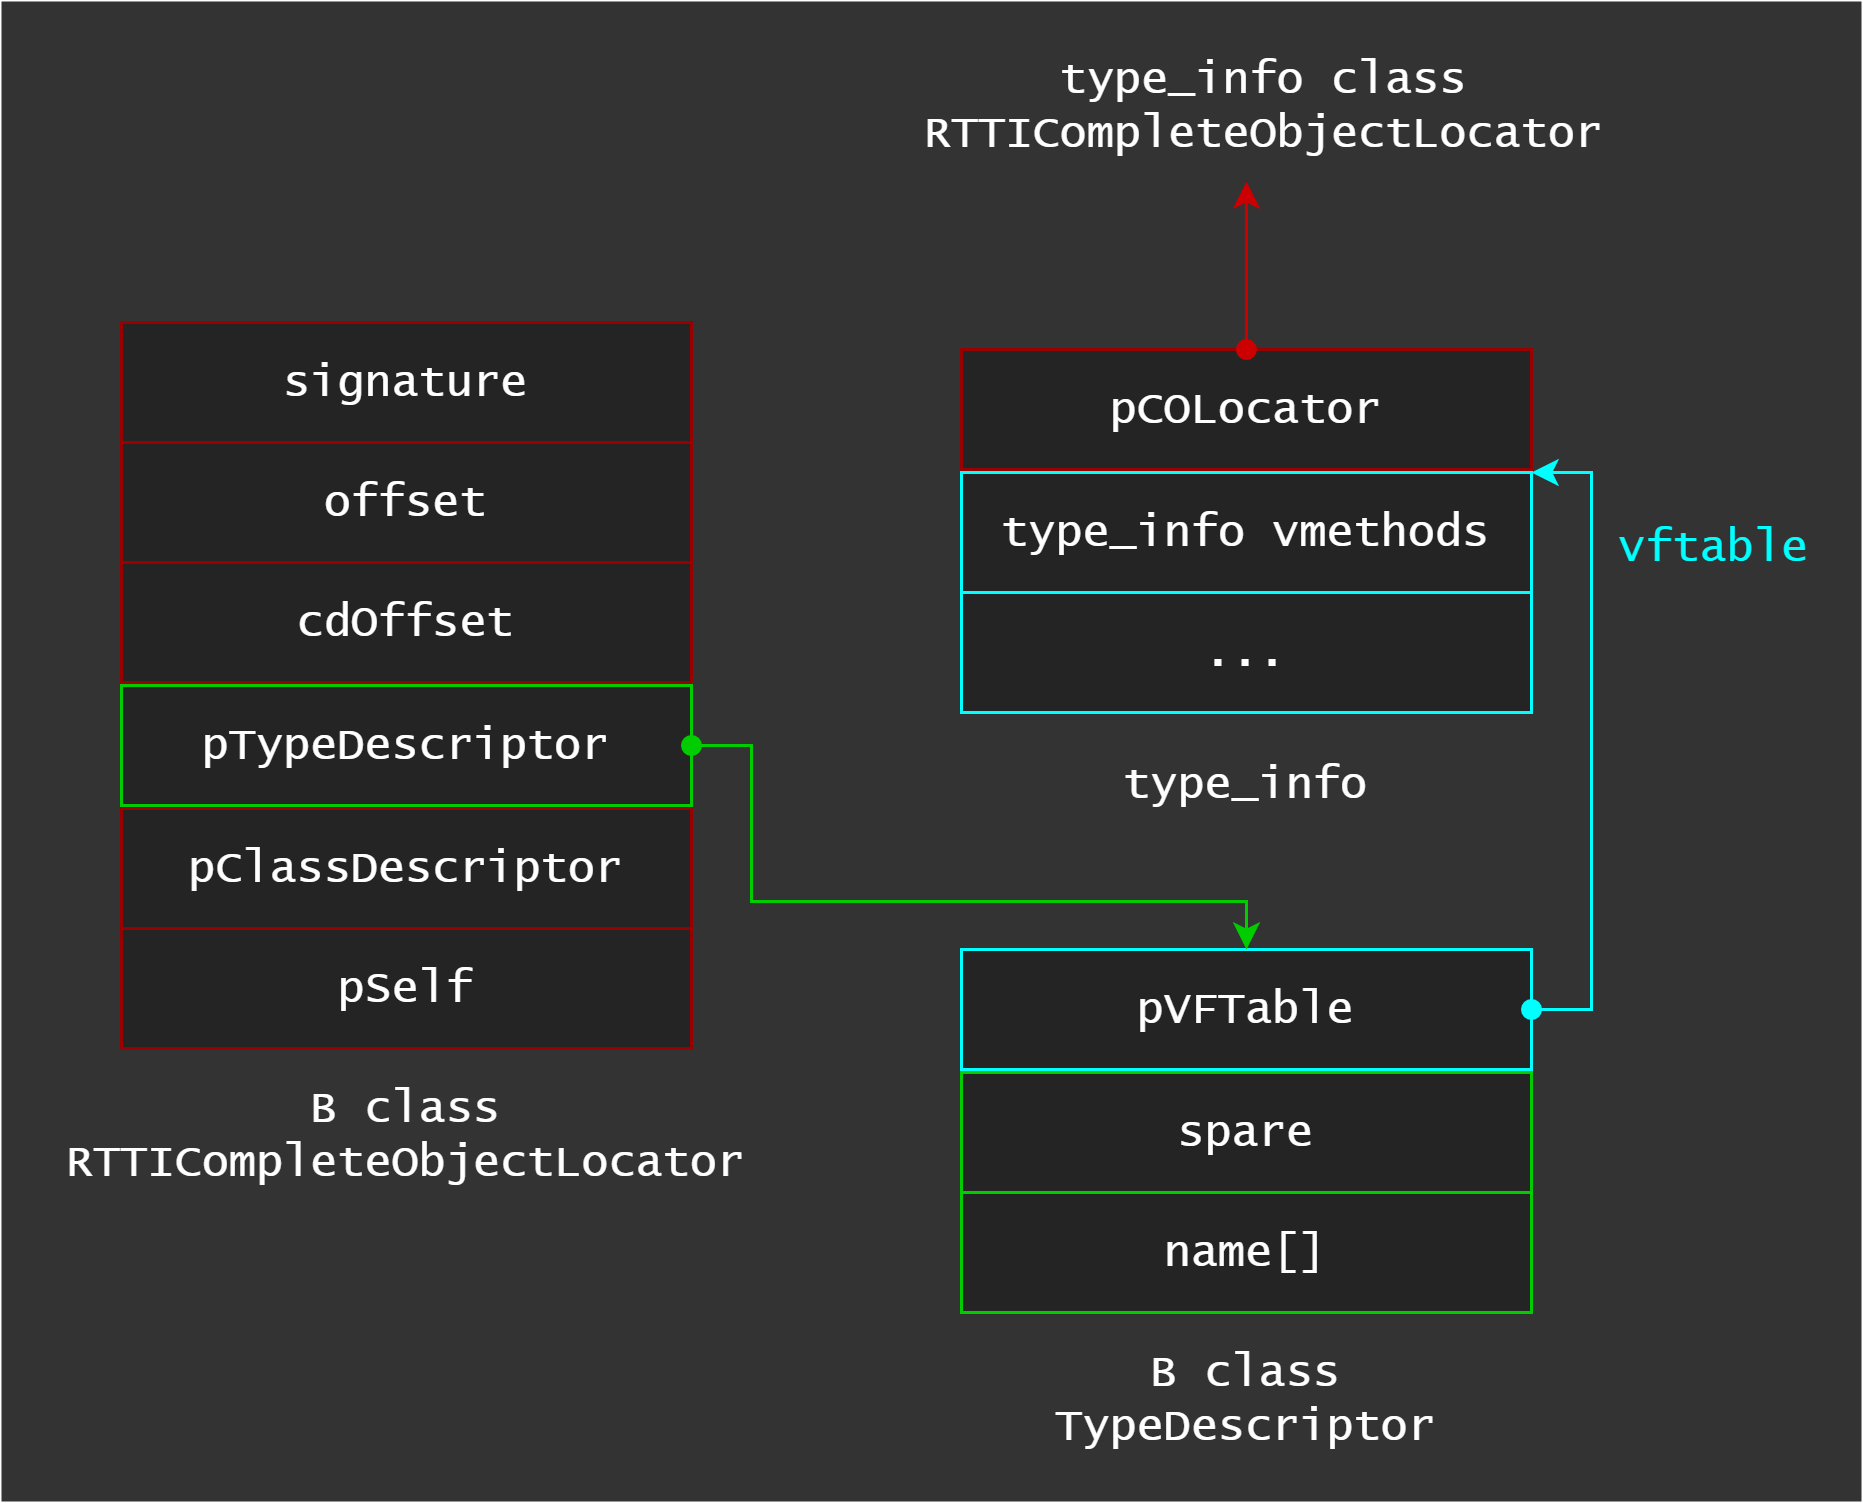 type_info class
RTTICompleteObjectLocator
signature
offset
cdOffset
pTypeDescriptor
pClassDescriptor
pSelf
B class
RTTICompleteObjectLocator
pCOLocator
type_info vmethods
...
type_info
vftable
pVFTable
spare
name[]
B class
TypeDescriptor